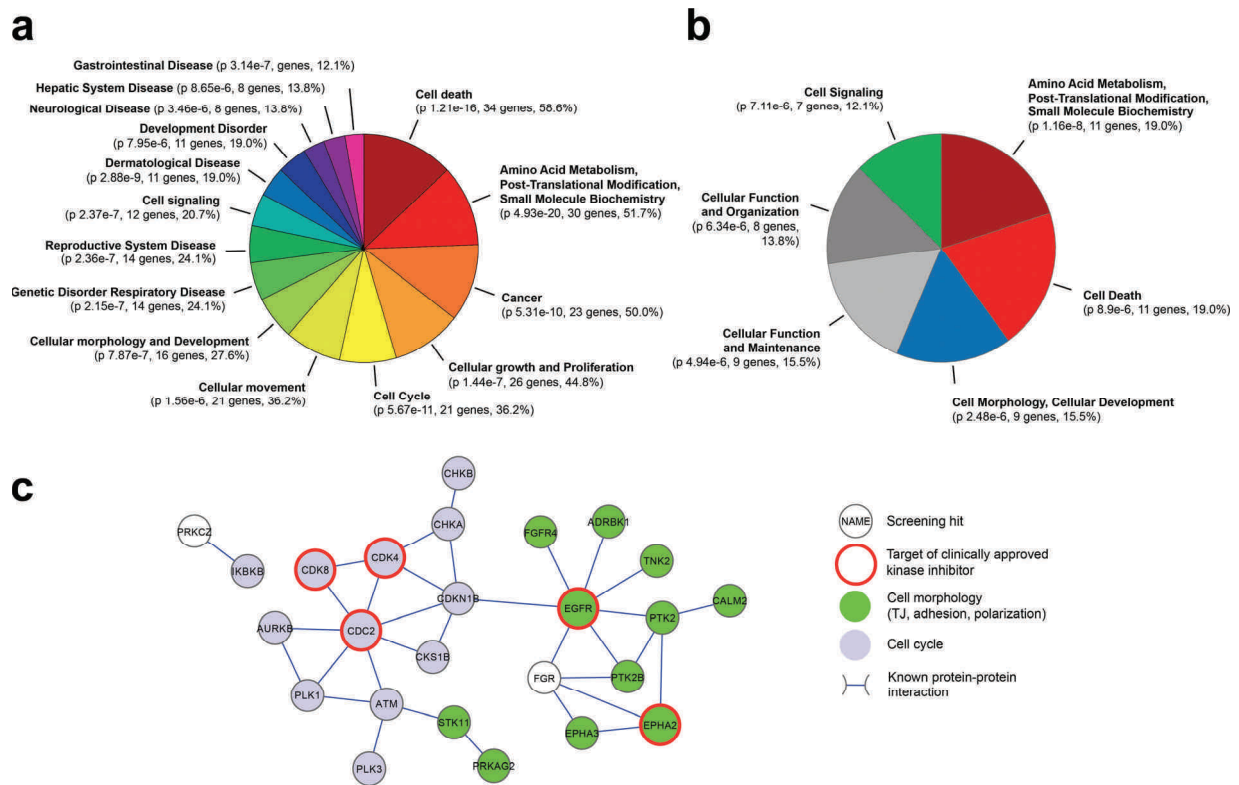 a
Gastrointestinal Disease (p 3.14e-7, genes, 12.1%)
Hepatic System Disease (p 8.65e-6, 8 genes, 13.8%)
Neurological Disease (p 3.46e-6, 8 genes, 13.8%)
Development Disorder
(p 7.95e-6, 11 genes, 19.0%)
Dermatological Disease
(p 2.88e-9, 11 genes, 19.0%)
Cell signaling
(p 2.37e-7, 12 genes, 20.7%)
Reproductive System Disease
(p 2.36e-7, 14 genes, 24.1%)
Genetic Disorder Respiratory Disease
(p 2.15e-7, 14 genes, 24.1%)
Cellular morphology and Development
(p 7.87e-7, 16 genes, 27.6%)
Cellular movement
(p 1.56e-6, 21 genes, 36.2%)
Cell Cycle
(p 5.67e-11, 21 genes, 36.2%)
Cellular growth and Proliferation
(p 1.44e-7, 26 genes, 44.8%)
Cancer
(p 5.31e-10, 23 genes, 50.0%)
Amino Acid Metabolism,
Post-Translational Modification,
Small Molecule Biochemistry
(p 4.93e-20, 30 genes, 51.7%)
Cell death
(p 1.21e-16, 34 genes, 58.6%)
b
Cell Signaling
(p 7.11e-6, 7 genes, 12.1%)
Amino Acid Metabolism,
Post-Translational Modification,
Small Molecule Biochemistry
(p 1.16e-8, 11 genes, 19.0%)
Cellular Function
and Organization
(p 6.34e-6, 8 genes,
13.8%)
Cell Death
(p 8.9e-6, 11 genes, 19.0%)
Cellular Function
and Maintenance
(p 4.94e-6, 9 genes, 15.5%)
Cell Morphology, Cellular Development
(p 2.48e-6, 9 genes, 15.5%)
c
PRKCZ
IKBKB
CHKB
CHKA
CDK8
CDK4
CDKN1B
AURKB
CDC2
CKS1B
PLK1
ATM
STK11
PLK3
PRKAG2
FGFR4
ADRBK1
TNK2
EGFR
PTK2
CALM2
FGR
PTK2B
EPHA3
EPHA2
NAME
Screening hit
Target of clinically approved
kinase inhibitor
Cell morphology
(TJ, adhesion, polarization)
Cell cycle
Known protein-protein
interaction